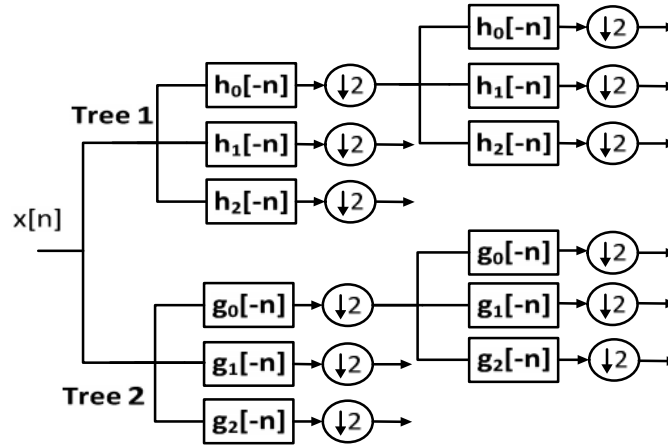 h₀[-n] ↓2
h₀[-n] ↓2 h₁[-n] ↓2
Tree 1
h₁[-n] ↓2 h₂[-n] ↓2
h₂[-n] ↓2
x[n]
g₀[-n] ↓2
g₀[-n] ↓2 g₁[-n] ↓2
g₁[-n] ↓2 g₂[-n] ↓2
Tree 2
g₂[-n] ↓2